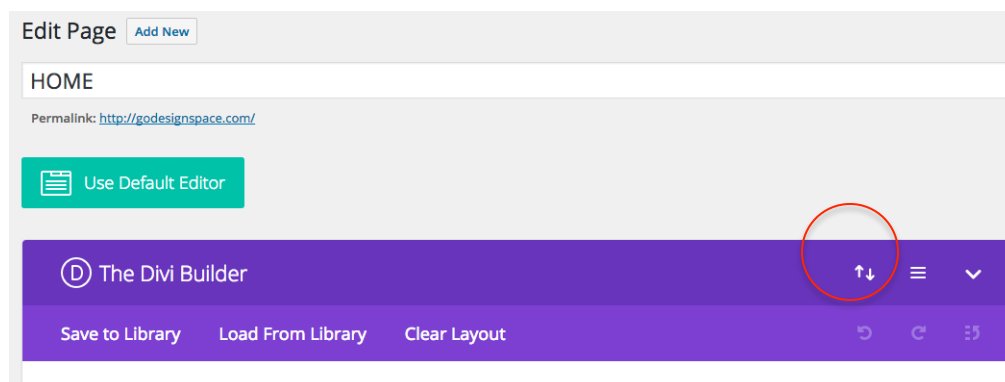 Edit Page Add New
HOME
Permalink: http://godesignspace.com/
Use Default Editor
D The Divi Builder
Save to Library Load From Library Clear Layout